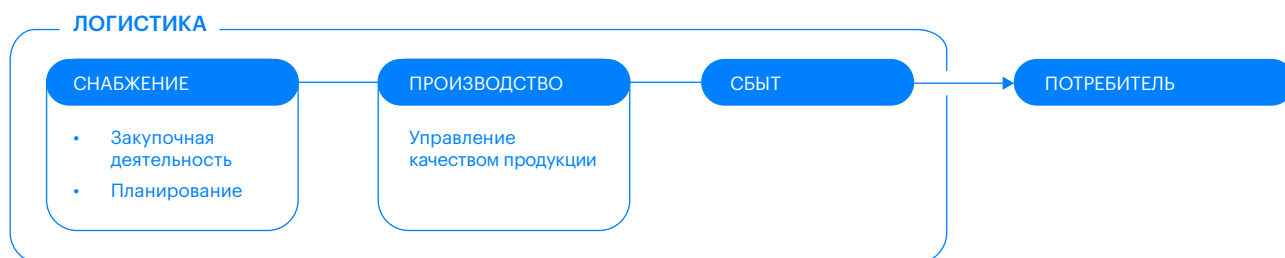 ЛОГИСТИКА
СНАБЖЕНИЕ
• Закупочная
деятельность
• Планирование
ПРОИЗВОДСТВО
Управление
качеством продукции
СБЫТ
ПОТРЕБИТЕЛЬ